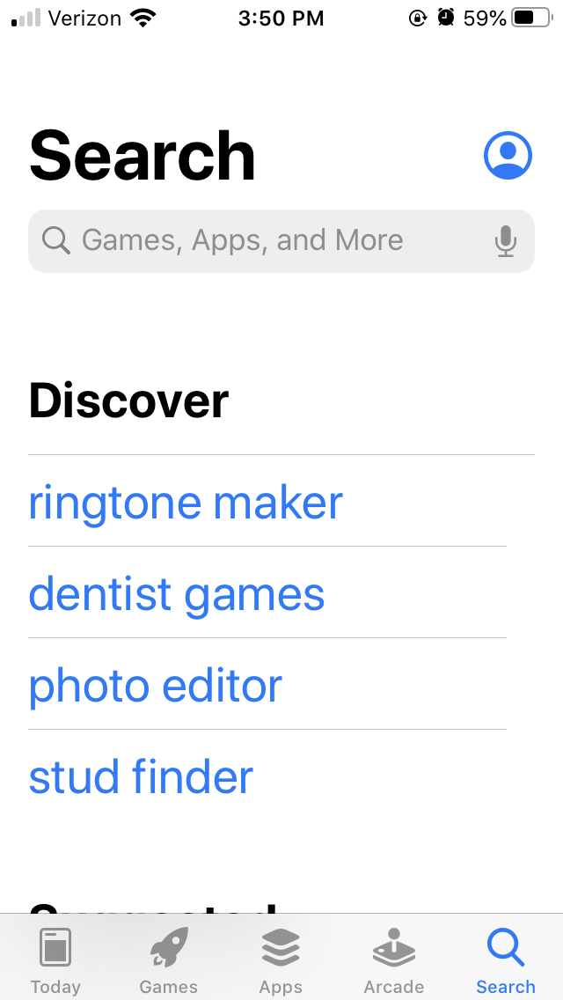 Verizon 3:50 PM 59%
Search
Games, Apps, and More
Discover
ringtone maker
dentist games
photo editor
stud finder
Suggested
Today Games Apps Arcade Search